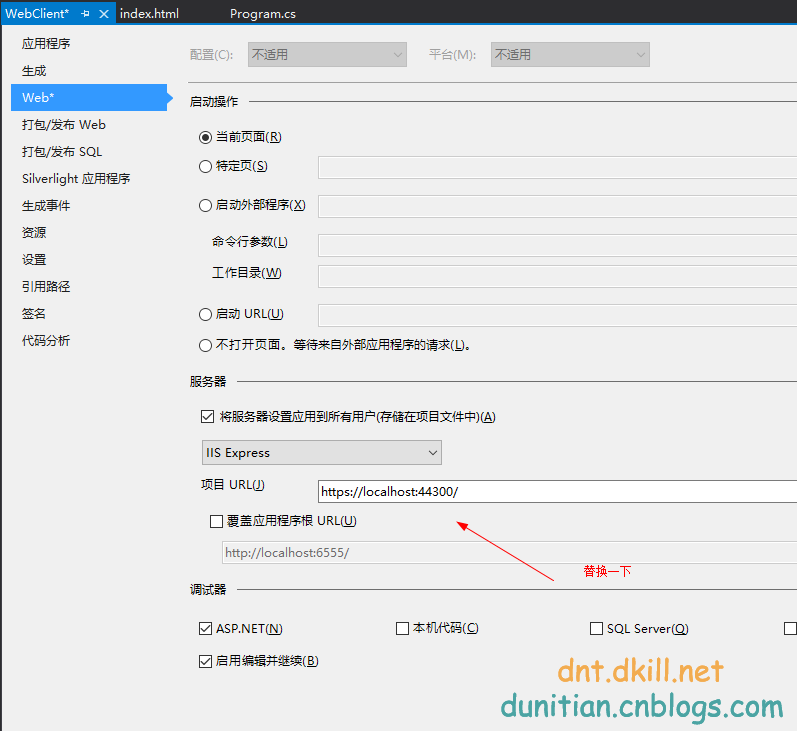 WebClient* index.html Program.cs
应用程序
生成
Web*
打包/发布 Web
打包/发布 SQL
Silverlight 应用程序
生成事件
资源
设置
引用路径
签名
代码分析
配置(C): 不适用 平台(M): 不适用
启动操作
当前页面(R)
特定页(S)
启动外部程序(X)
命令行参数(L)
工作目录(W)
启动 URL(U)
不打开页面。等待来自外部应用程序的请求(L)。
服务器
将服务器设置应用到所有用户(存储在项目文件中)(A)
IIS Express
项目 URL(J) https://localhost:44300/
覆盖应用程序根 URL(U)
http://localhost:6555/
替换一下
调试器
ASP.NET(N) 本机代码(C) SQL Server(Q)
启用编辑并继续(B)
dnt.dkill.net
dunitian.cnblogs.com